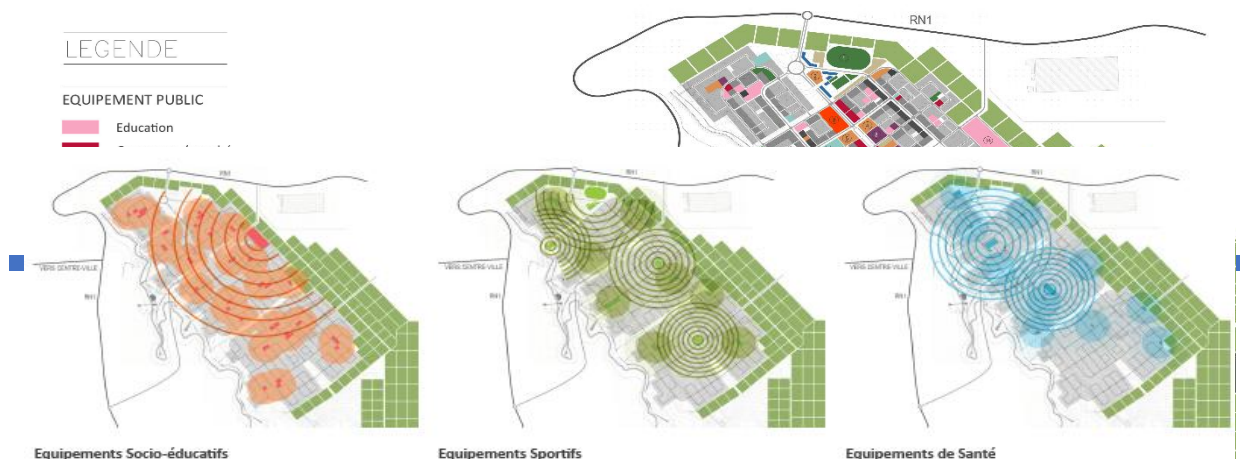 LEGENDE
EQUIPEMENT PUBLIC
Education
RN1
RN1
VERS CENTRE-VILLE
RN1
Equipements Socio-éducatifs
RN1
VERS CENTRE-VILLE
RN1
Equipements Sportifs
RN1
VERS CENTRE-VILLE
RN1
Equipements de Santé